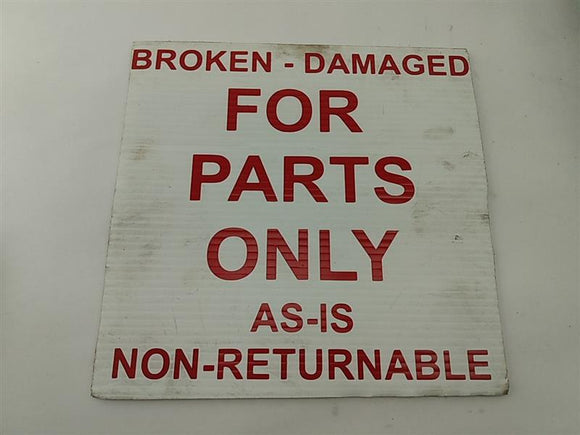 BROKEN - DAMAGED
FOR
PARTS
ONLY
AS-IS
NON-RETURNABLE